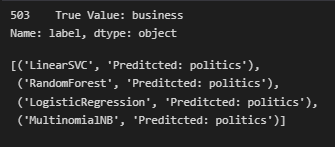 503    True Value: business
Name: label, dtype: object
[('LinearSVC', 'Preditcted: politics'),
 ('RandomForest', 'Preditcted: politics'),
 ('LogisticRegression', 'Preditcted: politics'),
 ('MultinomialNB', 'Preditcted: politics')]